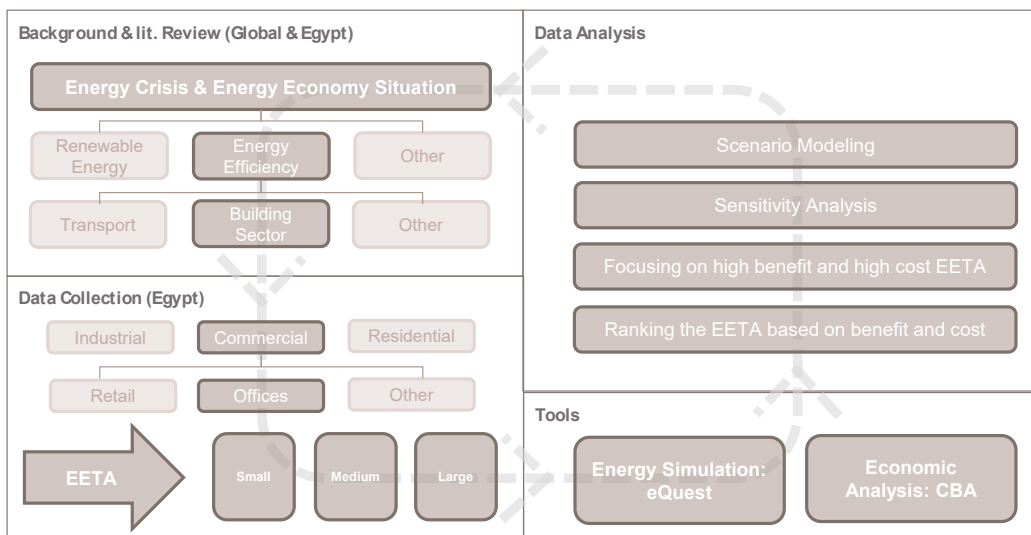 Background & lit. Review (Global & Egypt)
Energy Crisis & Energy Economy Situation
Renewable
Energy
Energy
Efficiency
Other
Transport
Building
Sector
Other
Data Collection (Egypt)
Industrial
Commercial
Residential
Retail
Offices
Other
EETA
Small
Medium
Large
Data Analysis
Scenario Modeling
Sensitivity Analysis
Focusing on high benefit and high cost EETA
Ranking the EETA based on benefit and cost
Tools
Energy Simulation:
eQuest
Economic
Analysis: CBA